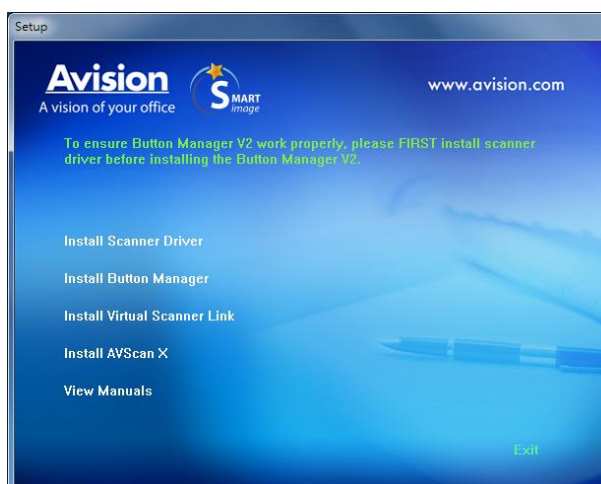 Setup
Avision
A vision of your office
SMART
image
www.avision.com
To ensure Button Manager V2 work properly, please FIRST install scanner
driver before installing the Button Manager V2.
Install Scanner Driver
Install Button Manager
Install Virtual Scanner Link
Install AVScan X
View Manuals
Exit